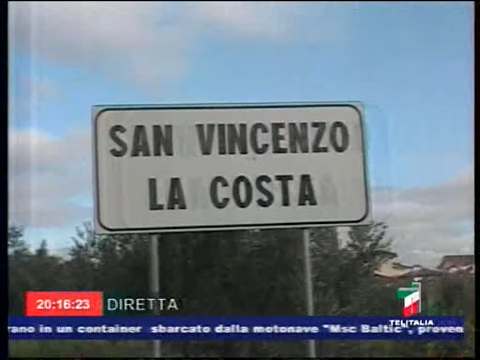 SAN VINCENZO
LA COSTA
20:16:23 DIRETTA
TELITALIA
rano in un container sbarcato dalla motonave "Msc Baltic", proven